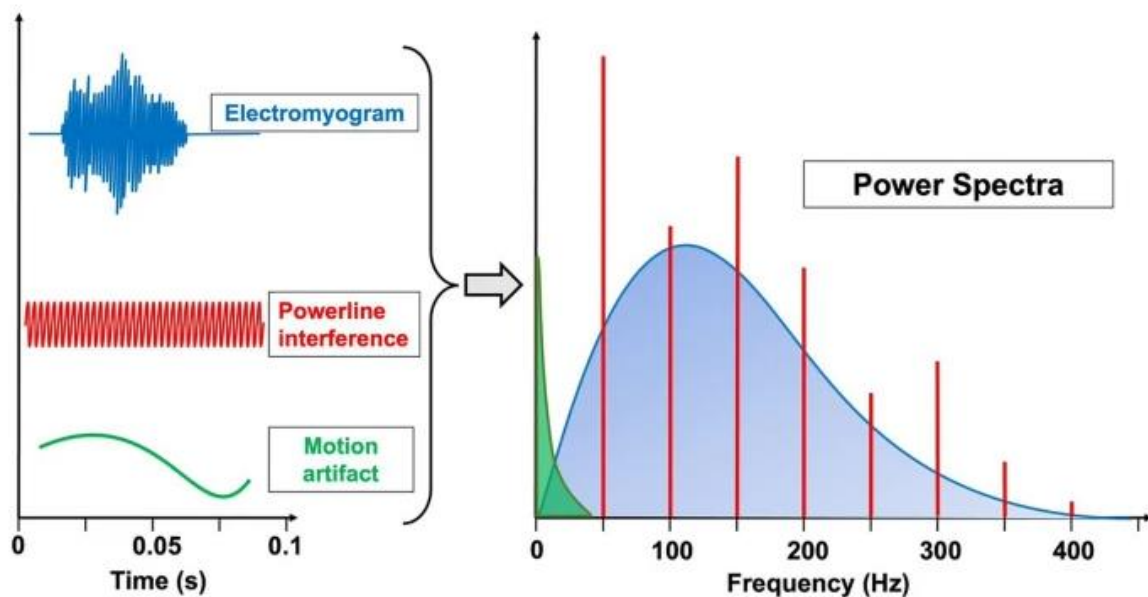 Electromyogram
Powerline
interference
Motion
artifact
0
0.05
0.1
Time (s)
Power Spectra
0
100
200
300
400
Frequency (Hz)